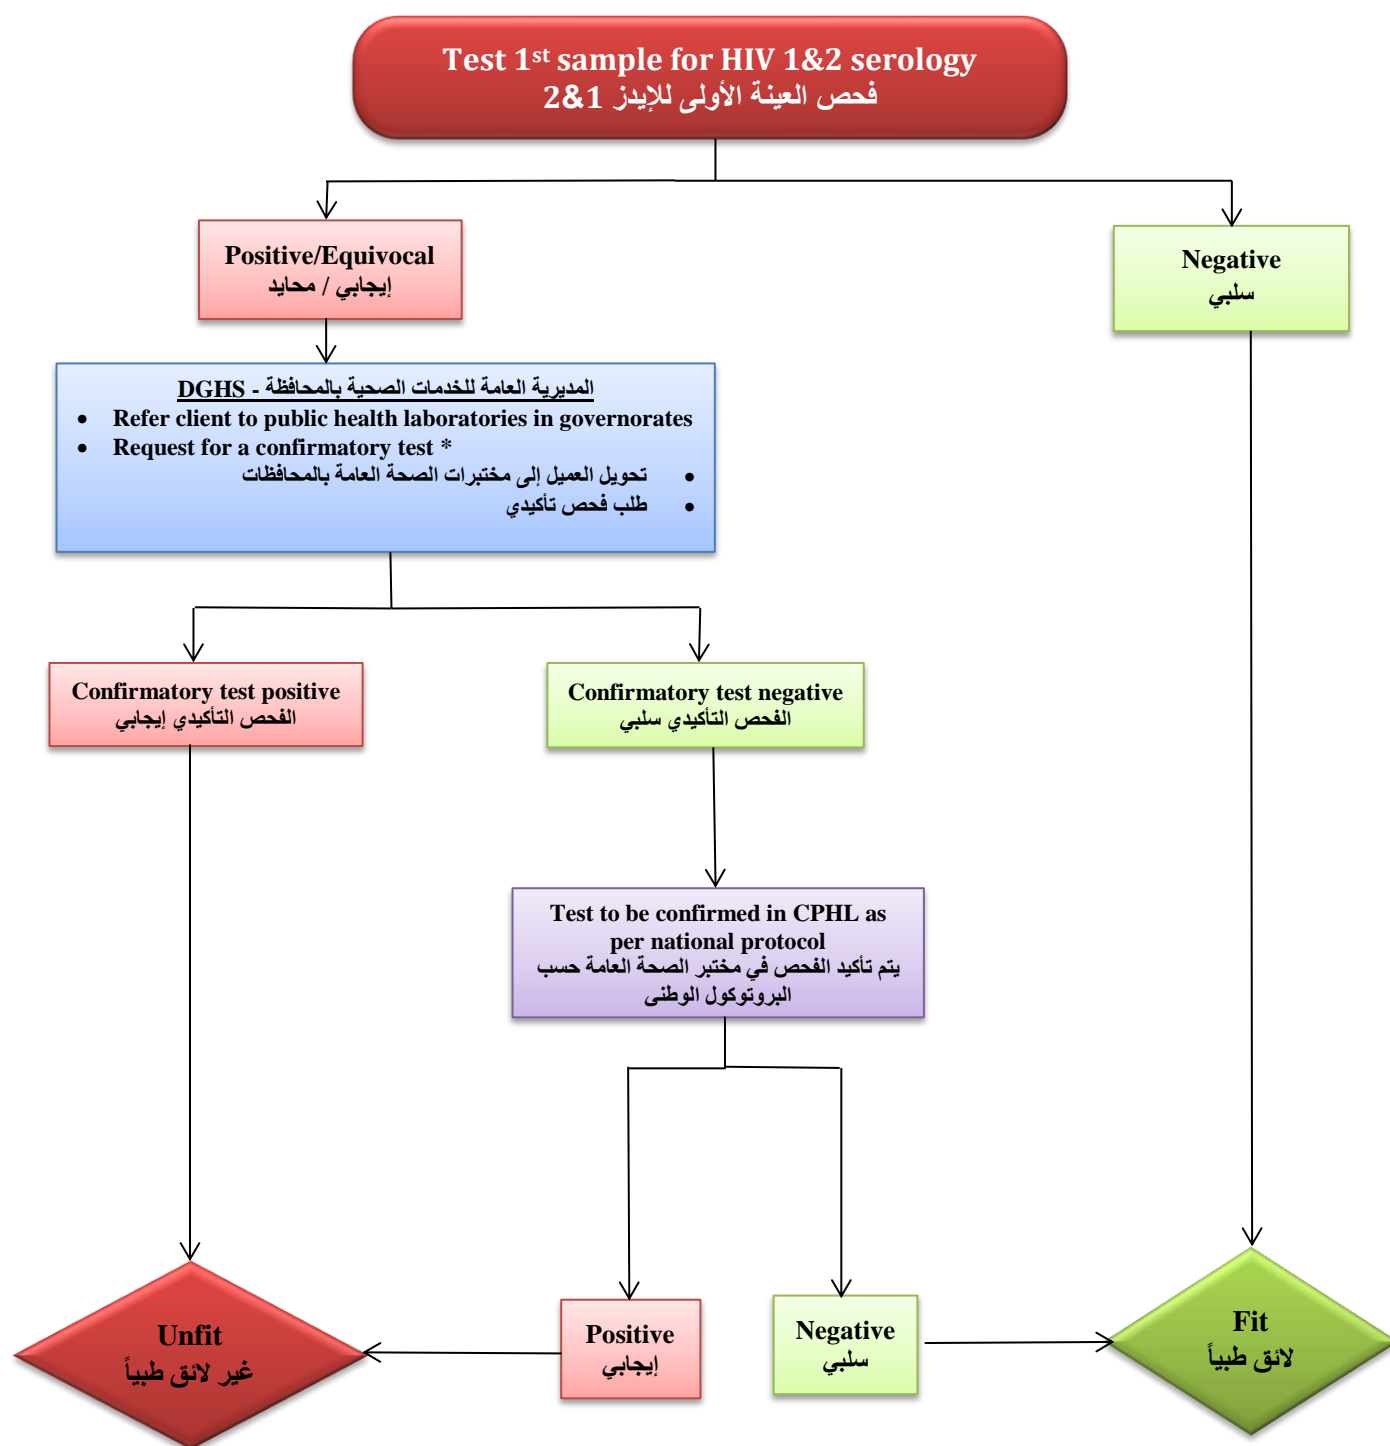 Test 1st sample for HIV 1&2 serology
فحص العينة الأولى للإيدز 1&2
Positive/Equivocal
إيجابي / محايد
Negative
سلبي
المديرية العامة للخدمات الصحية بالمحافظة - DGHS
• Refer client to public health laboratories in governorates
• Request for a confirmatory test *
• تحويل العميل إلى مختبرات الصحة العامة بالمحافظات
• طلب فحص تأكيدي
Confirmatory test positive
الفحص التأكيدي إيجابي
Confirmatory test negative
الفحص التأكيدي سلبي
Test to be confirmed in CPHL as
per national protocol
يتم تأكيد الفحص في مختبر الصحة العامة حسب
البروتوكول الوطنى
Unfit
غير لائق طبياً
Positive
إيجابي
Negative
سلبي
Fit
لائق طبياً